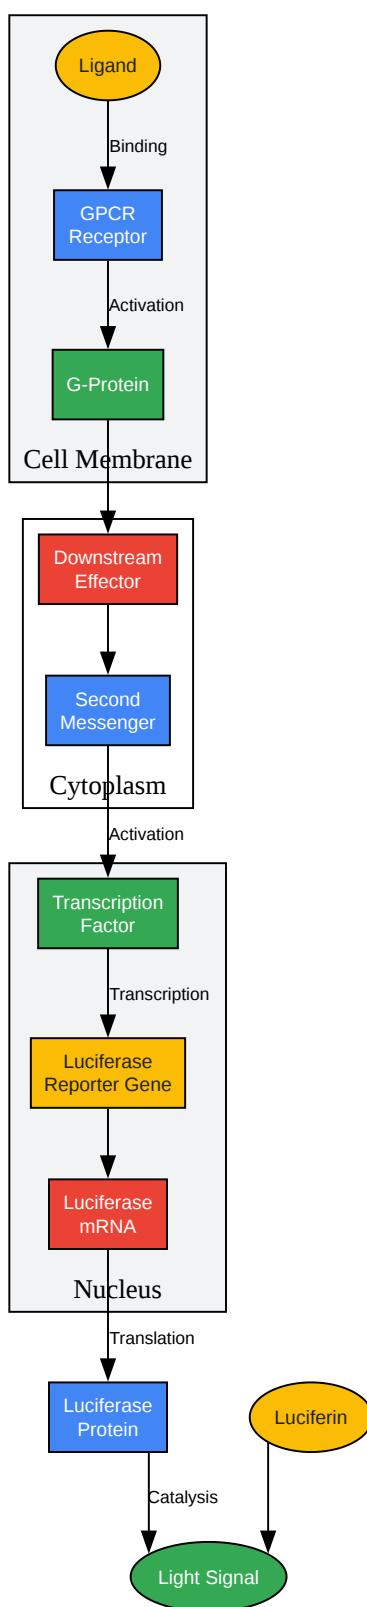 Ligand
Binding
GPCR
Receptor
Activation
G-Protein
Cell Membrane
Downstream
Effector
Second
Messenger
Cytoplasm
Activation
Transcription
Factor
Transcription
Luciferase
Reporter Gene
Luciferase
mRNA
Nucleus
Translation
Luciferase
Protein
Luciferin
Catalysis
Light Signal